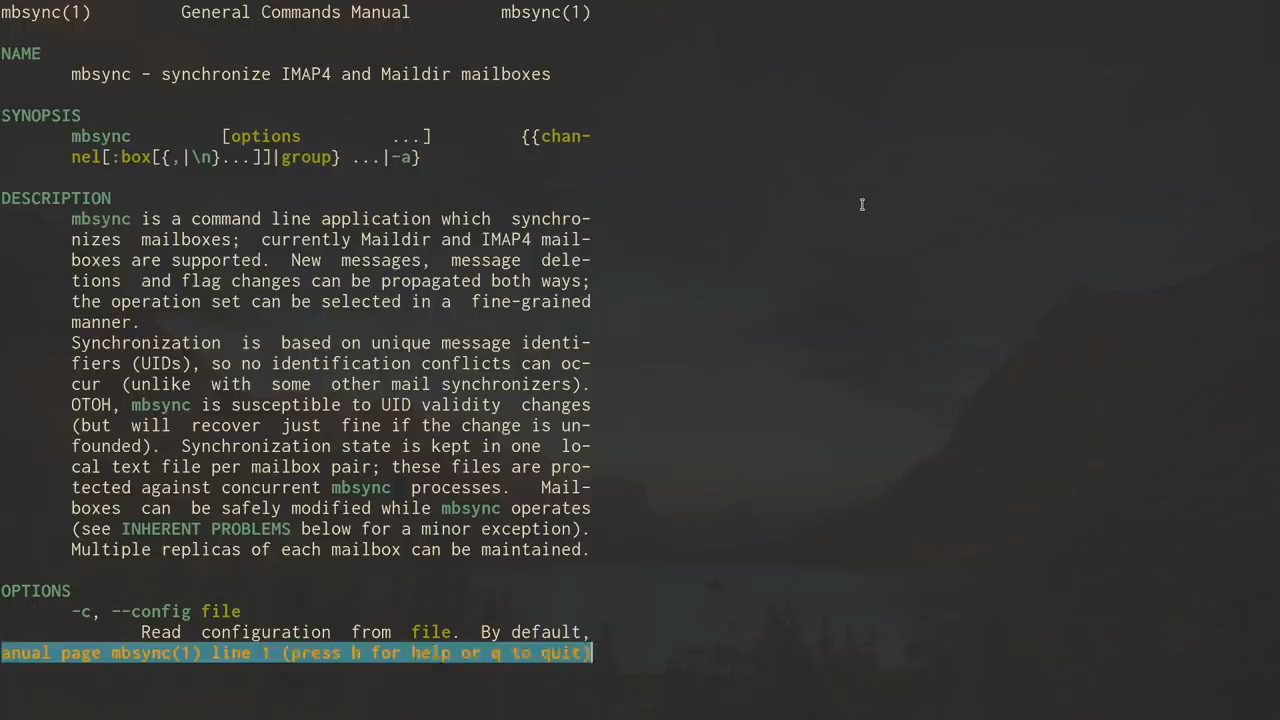 mbsync(1) General Commands Manual mbsync(1)
NAME
mbsync - synchronize IMAP4 and Maildir mailboxes
SYNOPSIS
mbsync [options ...] {{chan-
nel[:box[{,|\n}...]]|group} ...|-a}
DESCRIPTION
mbsync is a command line application which synchro-
nizes mailboxes; currently Maildir and IMAP4 mail-
boxes are supported. New messages, message dele-
tions and flag changes can be propagated both ways;
the operation set can be selected in a fine-grained
manner.
Synchronization is based on unique message identi-
fiers (UIDs), so no identification conflicts can oc-
cur (unlike with some other mail synchronizers).
OTOH, mbsync is susceptible to UID validity changes
(but will recover just fine if the change is un-
founded). Synchronization state is kept in one lo-
cal text file per mailbox pair; these files are pro-
tected against concurrent mbsync processes. Mail-
boxes can be safely modified while mbsync operates
(see INHERENT PROBLEMS below for a minor exception).
Multiple replicas of each mailbox can be maintained.
OPTIONS
-c, --config file
Read configuration from file. By default,
anual page mbsync(1) line 1 (press h for help or q to quit)